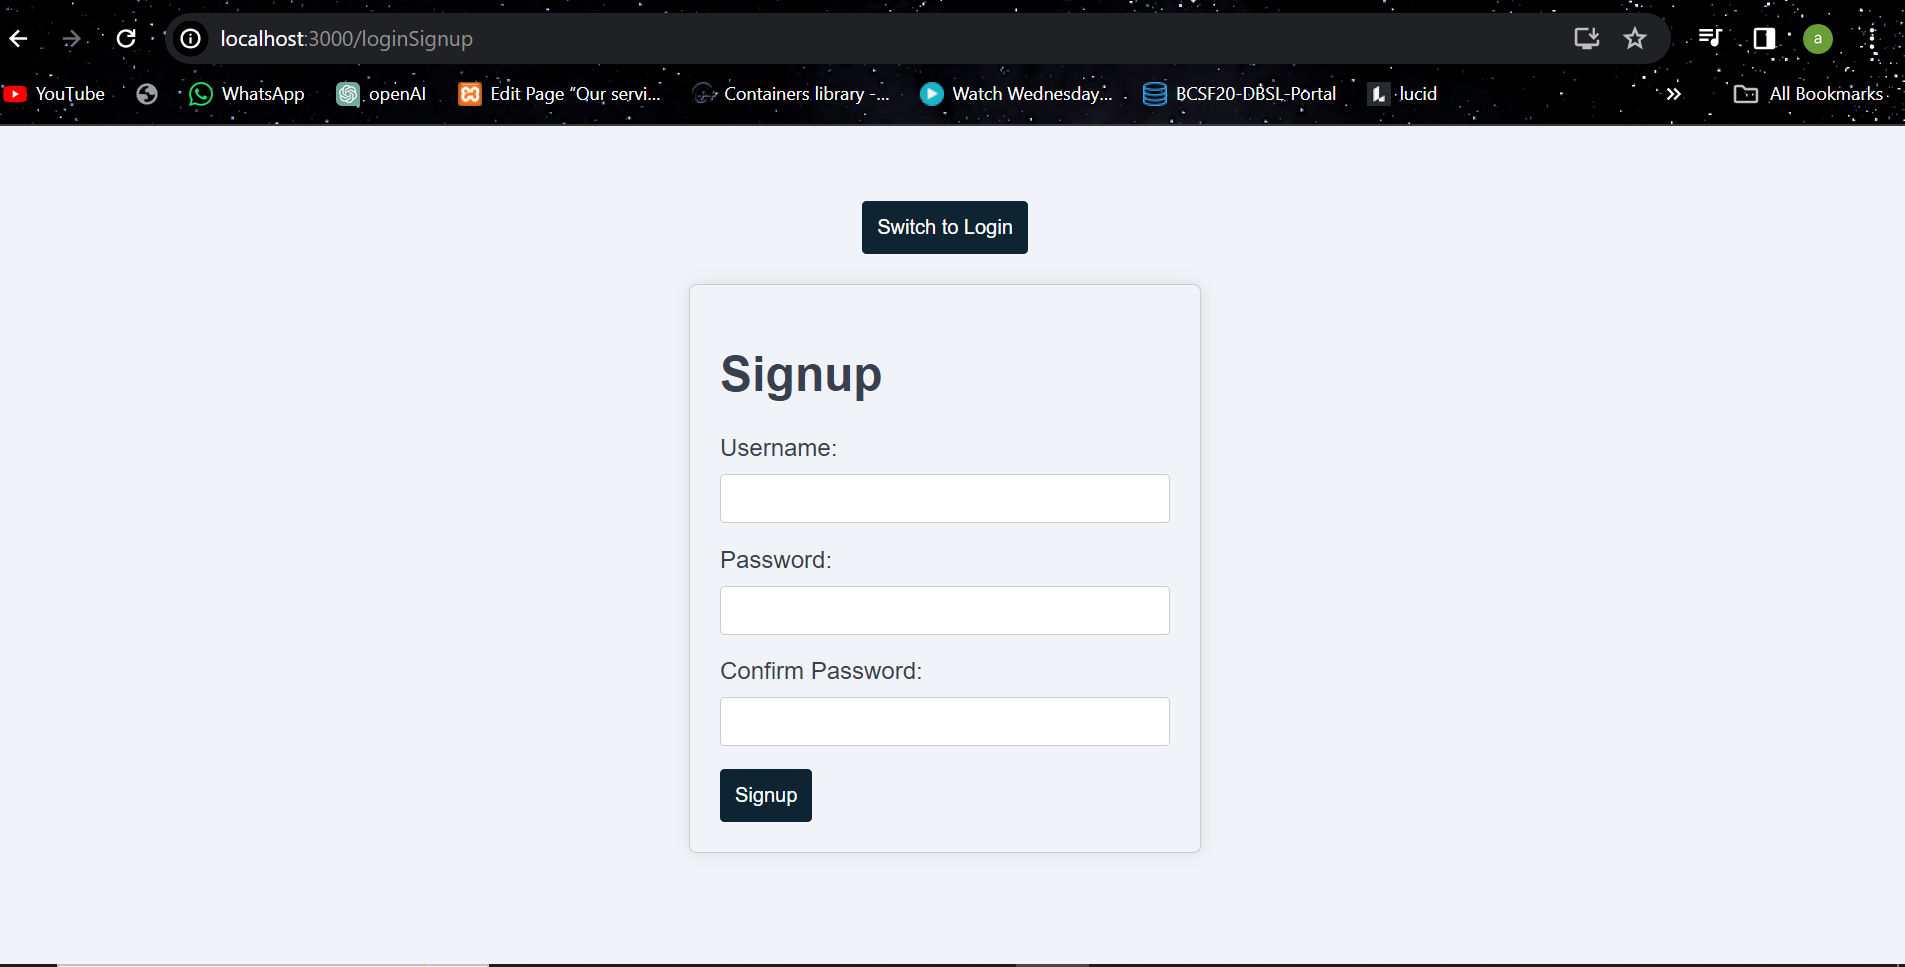 localhost:3000/loginSignup
a
YouTube WhatsApp openAI Edit Page “Our servi... Containers library -... Watch Wednesday... BCSF20-DBSL-Portal lucid All Bookmarks
Switch to Login
Signup
Username:
Password:
Confirm Password:
Signup